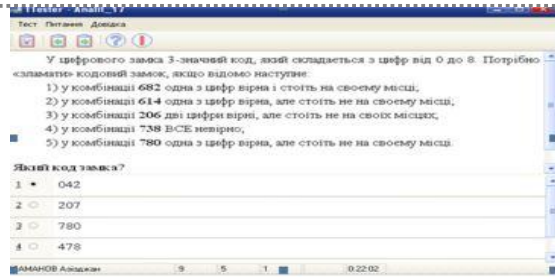 iTester - Analit_17
Тест Питання Довідка
У цифрового замка 3-значний код, який складається з цифр від 0 до 8. Потрібно
«зламати» кодовий замок, якщо відомо наступне:
1) у комбінації 682 одна з цифр вірна і стоїть на своєму місці;
2) у комбінації 614 одна з цифр вірна, але стоїть не на своєму місці;
3) у комбінації 206 дві цифри вірні, але стоїть не на своїх місцях;
4) у комбінації 738 ВСЕ невірно;
5) у комбінації 780 одна з цифр вірна, але стоїть не на своєму місці.
Який код замка?
1 042
2 207
3 780
4 478
АМАНОВ Азізджан 9 5 1 0:22:02